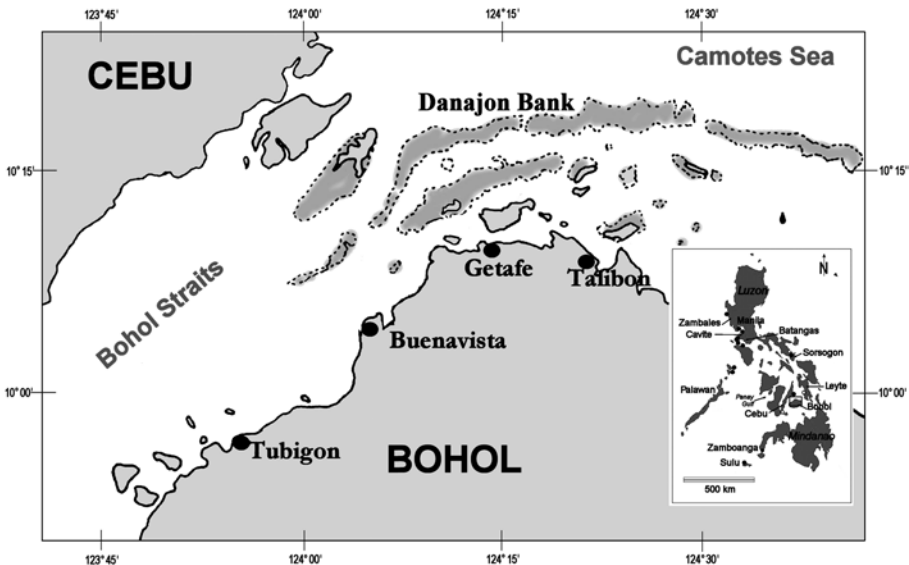 123°45'
124°00'
124°15'
124°30'
CEBU
Camotes Sea
Danajon Bank
10°15'
10°15'
Bohol Straits
Getafe
Talibon
Buenavista
Tubigon
BOHOL
10°00'
10°00'
N
Luzon
Manila
Zambales
Cavite
Batangas
Sorsogon
Leyte
Palawan
Panay
Gulf
Cebu
Bohol
Mindanao
Zamboanga
Sulu
500 km
123°45'
124°00'
124°15'
124°30'